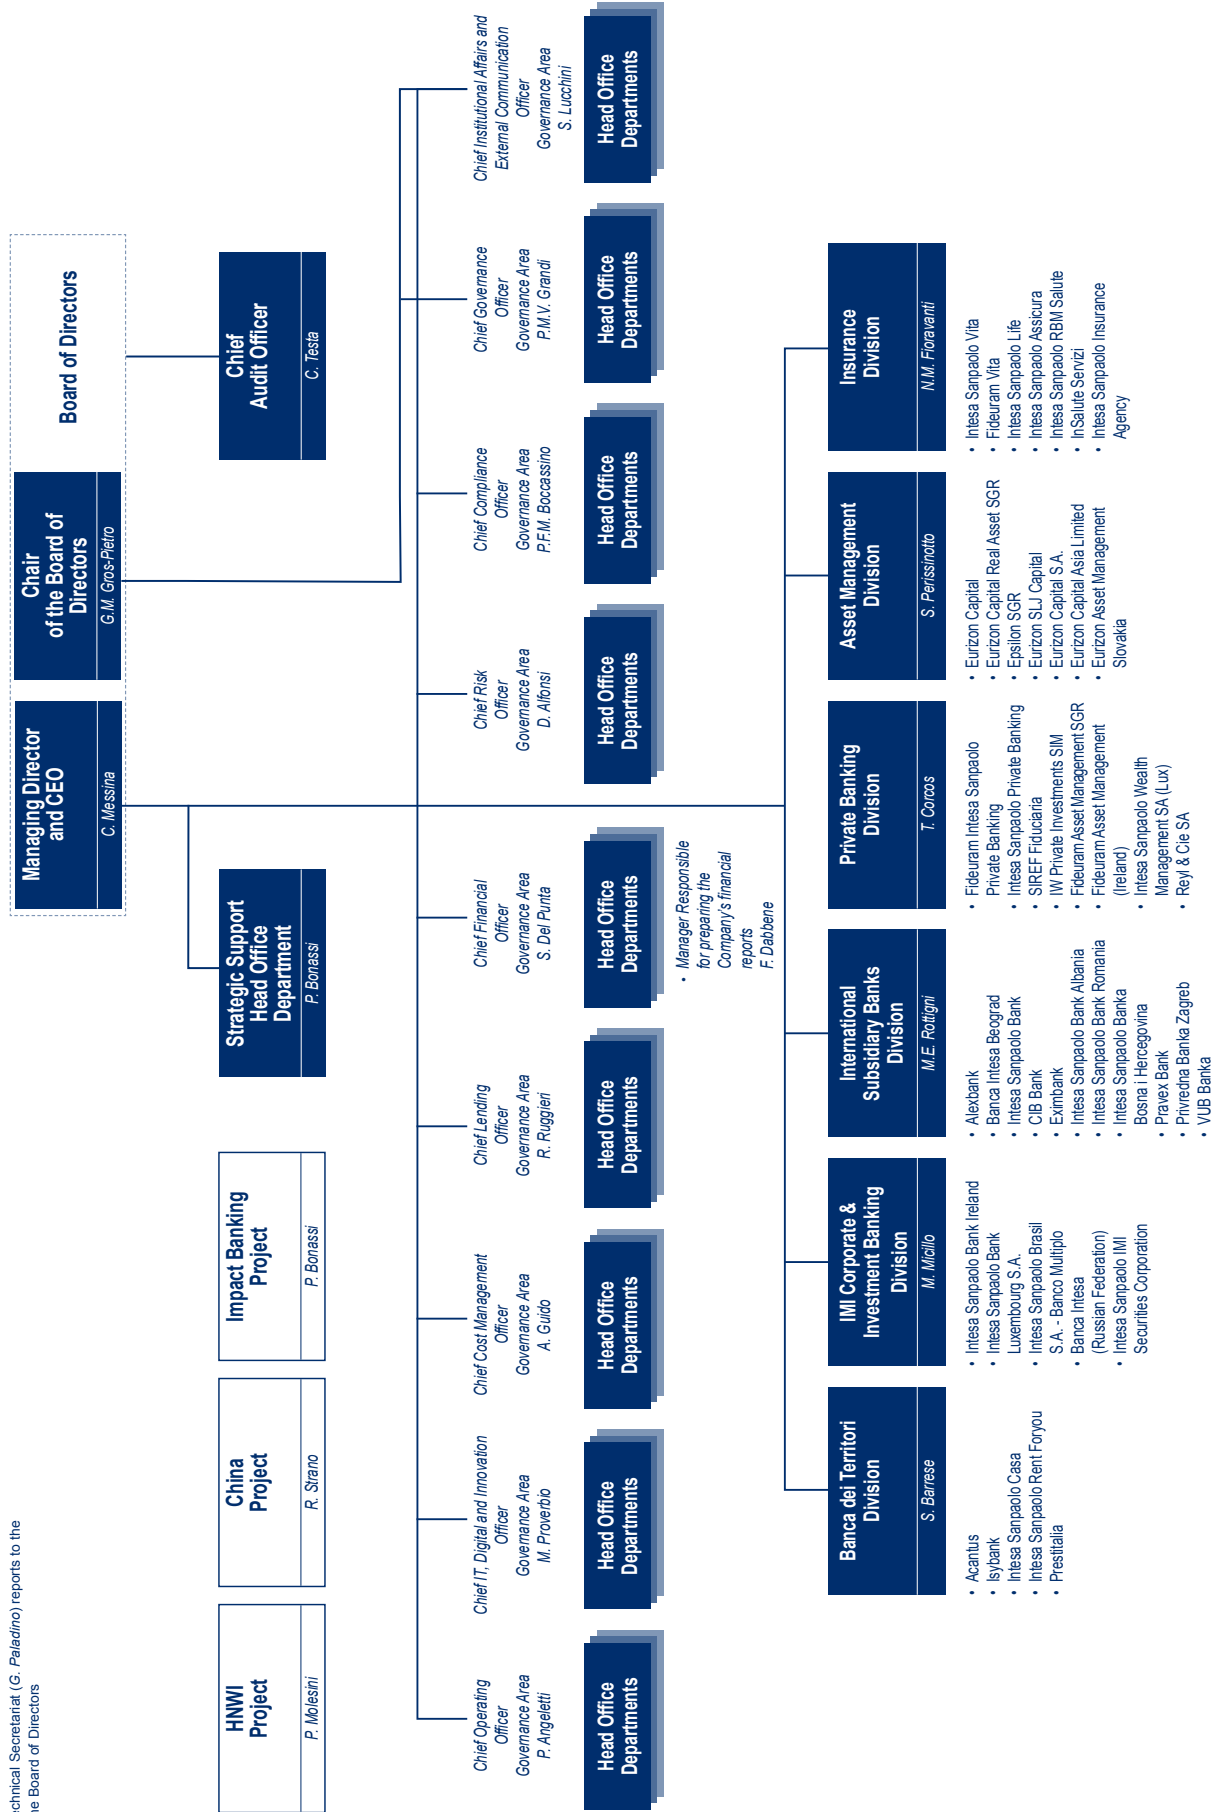 chnical Secretariat (G. Paladino) reports to the
e Board of Directors
Managing Director
and CEO
C. Messina
Chair
of the Board of
Directors
G.M. Gros-Pietro
Board of Directors
HNWI
Project
P. Molesini
China
Project
R. Strano
Impact Banking
Project
P. Bonassi
Strategic Support
Head Office
Department
P. Bonassi
Chief
Audit Officer
C. Testa
Chief Operating
Officer
Governance Area
P. Angeletti
Head Office
Departments
Chief IT, Digital and Innovation
Officer
Governance Area
M. Proverbio
Head Office
Departments
Chief Cost Management
Officer
Governance Area
A. Guido
Head Office
Departments
Chief Lending
Officer
Governance Area
R. Ruggieri
Head Office
Departments
Chief Financial
Officer
Governance Area
S. Del Punta
Head Office
Departments
• Manager Responsible
for preparing the
Company's financial
reports
F. Dabbene
Chief Risk
Officer
Governance Area
D. Alfonsi
Head Office
Departments
Chief Compliance
Officer
Governance Area
P.F.M. Boccassino
Head Office
Departments
Chief Governance
Officer
Governance Area
P.M.V. Grandi
Head Office
Departments
Chief Institutional Affairs and
External Communication
Officer
Governance Area
S. Lucchini
Head Office
Departments
Banca dei Territori
Division
S. Barrese
• Acantus
• Isybank
• Intesa Sanpaolo Casa
• Intesa Sanpaolo Rent Foryou
• Prestitalia
IMI Corporate &
Investment Banking
Division
M. Micillo
• Intesa Sanpaolo Bank Ireland
• Intesa Sanpaolo Bank
Luxembourg S.A.
• Intesa Sanpaolo Brasil
S.A. - Banco Multiplo
• Banca Intesa
(Russian Federation)
• Intesa Sanpaolo IMI
Securities Corporation
International
Subsidiary Banks
Division
M.E. Rottigni
• Alexbank
• Banca Intesa Beograd
• Intesa Sanpaolo Bank
• CIB Bank
• Eximbank
• Intesa Sanpaolo Bank Albania
• Intesa Sanpaolo Bank Romania
• Intesa Sanpaolo Banka
Bosna i Hercegovina
• Pravex Bank
• Privredna Banka Zagreb
• VUB Banka
Private Banking
Division
T. Corcos
• Fideuram Intesa Sanpaolo
Private Banking
• Intesa Sanpaolo Private Banking
• SIREF Fiduciaria
• IW Private Investments SIM
• Fideuram Asset Management SGR
• Fideuram Asset Management
(Ireland)
• Intesa Sanpaolo Wealth
Management SA (Lux)
• Reyl & Cie SA
Asset Management
Division
S. Perissinotto
• Eurizon Capital
• Eurizon Capital Real Asset SGR
• Epsilon SGR
• Eurizon SLJ Capital
• Eurizon Capital S.A.
• Eurizon Capital Asia Limited
• Eurizon Asset Management
Slovakia
Insurance
Division
N.M. Fioravanti
• Intesa Sanpaolo Vita
• Fideuram Vita
• Intesa Sanpaolo Life
• Intesa Sanpaolo Assicura
• Intesa Sanpaolo RBM Salute
• InSalute Servizi
• Intesa Sanpaolo Insurance
Agency